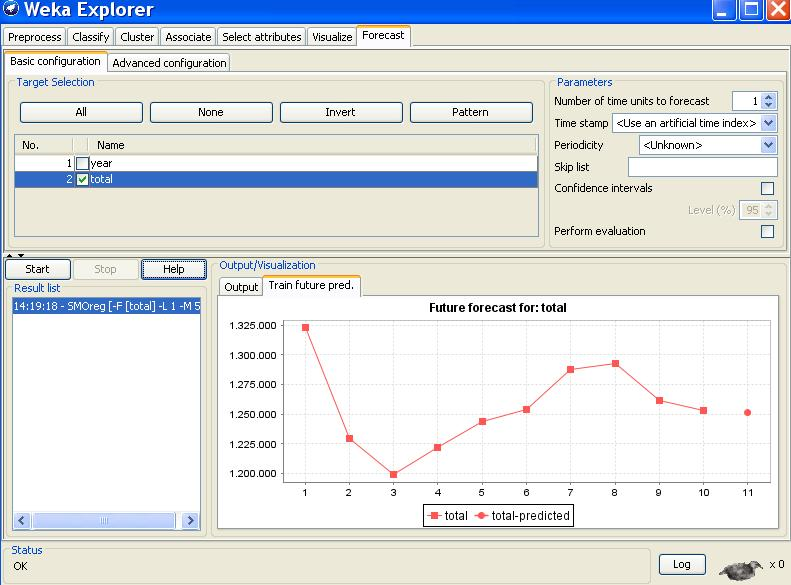 Weka Explorer
Preprocess Classify Cluster Associate Select attributes Visualize Forecast
Basic configuration Advanced configuration
Target Selection
All None Invert Pattern
No. Name
1 year
2 total
Parameters
Number of time units to forecast 1
Time stamp <Use an artificial time index>
Periodicity <Unknown>
Skip list
Confidence intervals
Level (%) 95
Perform evaluation
Start Stop Help
Result list
14:19:18 - SMOreg [-F [total] -L 1 -M 5
Output/Visualization
Output Train future pred.
Future forecast for: total
1.325.000
1.300.000
1.275.000
1.250.000
1.225.000
1.200.000
1 2 3 4 5 6 7 8 9 10 11
total total-predicted
Status
OK
Log x 0